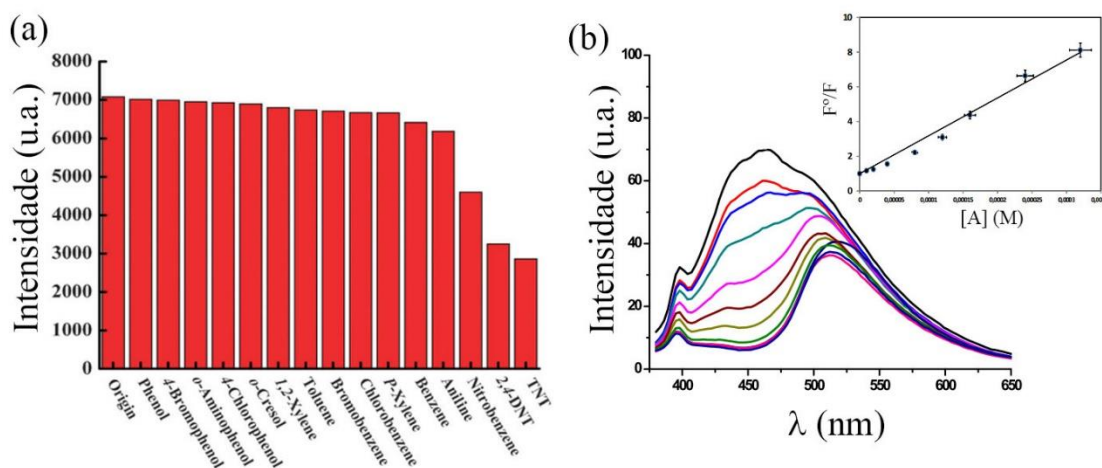 (a)
Intensidade (u.a.)
8000
7000
6000
5000
4000
3000
2000
1000
0
Origin
Phenol
4-Bromophenol
o-Aminophenol
4-Chlorophenol
o-Cresol
1,2-Xylene
Toluene
Bromobenzene
Chlorobenzene
P-Xylene
Benzene
Aniline
Nitrobenzene
2,4-DNT
TNT
(b)
Intensidade (u.a.)
100
80
60
40
20
0
400
450
500
550
600
650
λ (nm)
F°/F
10
8
6
4
2
0
0
0,00005
0,0001
0,00015
0,0002
0,00025
0,0003
0,00
[A] (M)